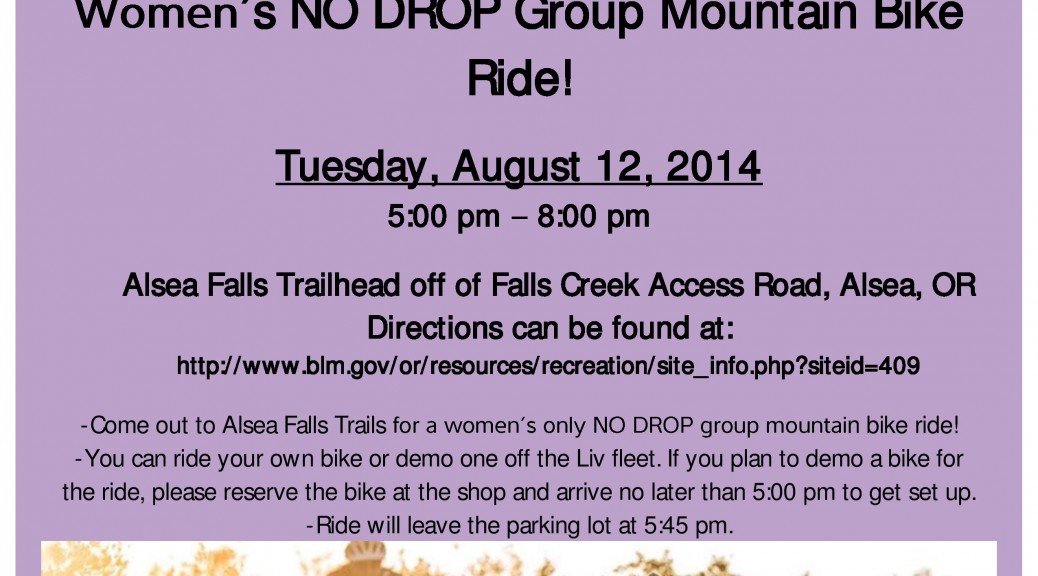 Women's NO DROP Group Mountain Bike
Ride!
Tuesday, August 12, 2014
5:00 pm – 8:00 pm
Alsea Falls Trailhead off of Falls Creek Access Road, Alsea, OR
Directions can be found at:
http://www.blm.gov/or/resources/recreation/site_info.php?siteid=409
-Come out to Alsea Falls Trails for a women's only NO DROP group mountain bike ride!
-You can ride your own bike or demo one off the Liv fleet. If you plan to demo a bike for
the ride, please reserve the bike at the shop and arrive no later than 5:00 pm to get set up.
-Ride will leave the parking lot at 5:45 pm.